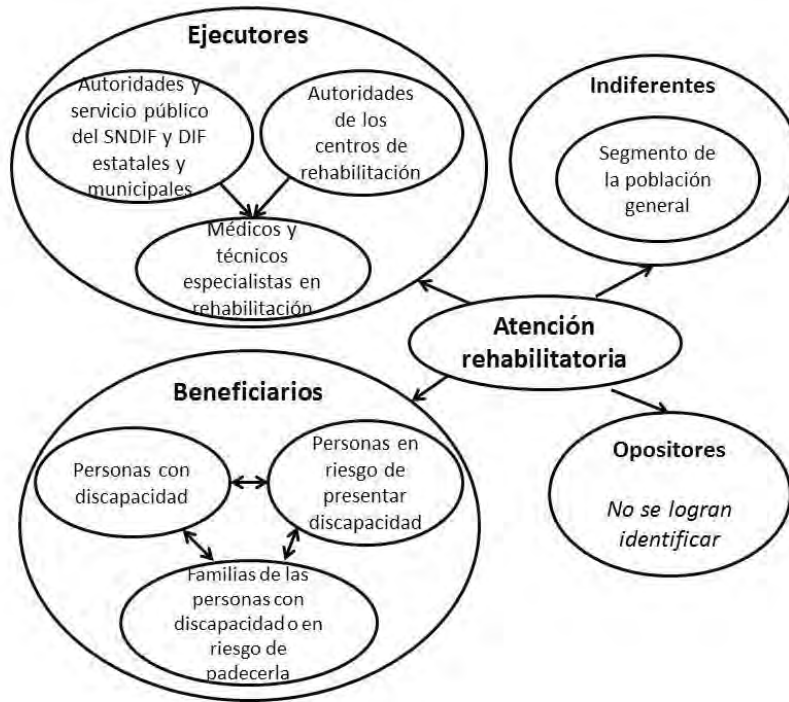 Ejecutores
Autoridades y
servicio público
del SNDIF y DIF
estatales y
municipales
Autoridades
de los
centros de
rehabilitación
Médicos y
técnicos
especialistas en
rehabilitación
Indiferentes
Segmento de
la población
general
Atención
rehabilitatoria
Beneficiarios
Personas con
discapacidad
Personas en
riesgo de
presentar
discapacidad
Familias de las
personas con
discapacidad o en
riesgo de
padecerla
Opositores
No se logran
identificar